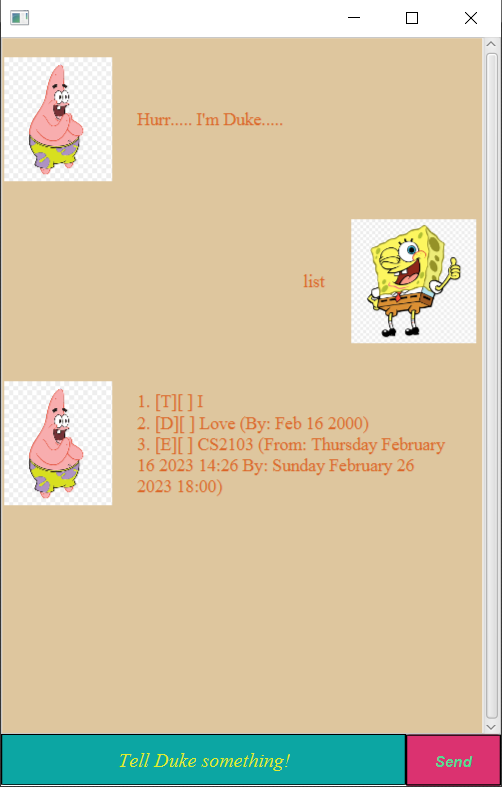 Hurr..... I'm Duke.....
list
1. [T][ ] I
2. [D][ ] Love (By: Feb 16 2000)
3. [E][ ] CS2103 (From: Thursday February
16 2023 14:26 By: Sunday February 26
2023 18:00)
Tell Duke something!
Send